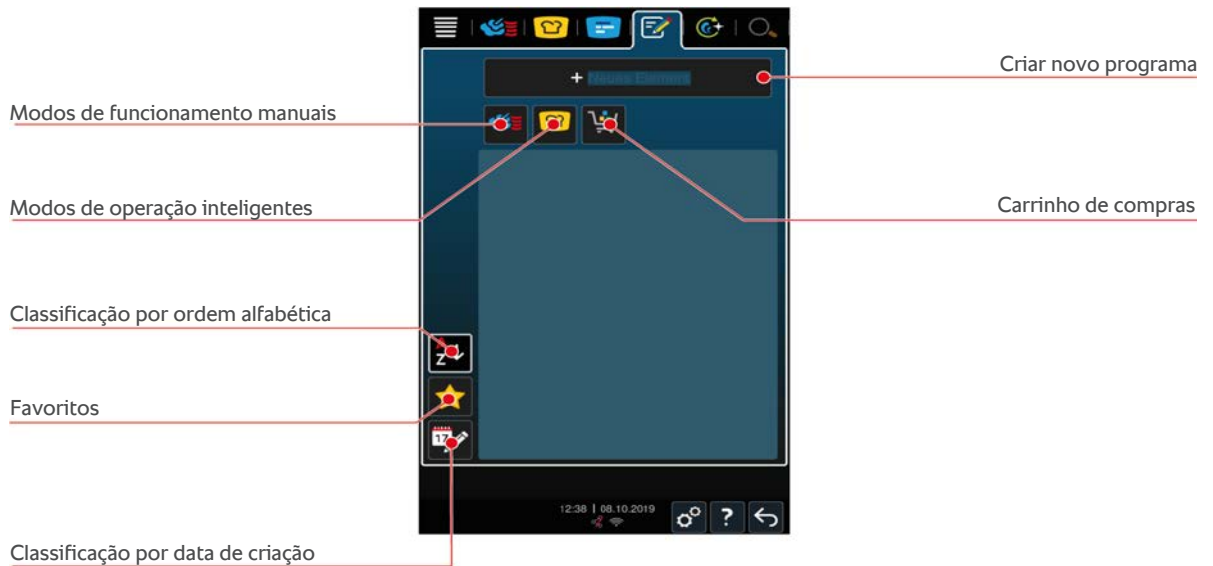 Criar novo programa
+ Neues Element
Modos de funcionamento manuais
Modos de operação inteligentes
Carrinho de compras
Classificação por ordem alfabética
A
Z
Favoritos
17
12:38 | 08.10.2019
?
Classificação por data de criação